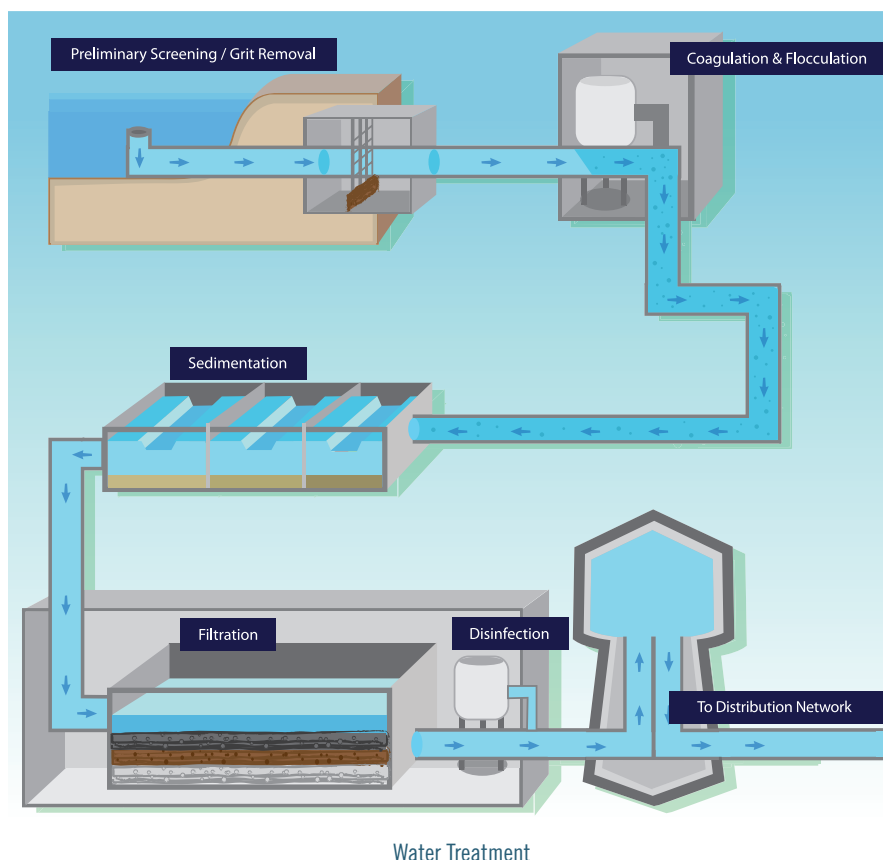 Preliminary Screening / Grit Removal
Coagulation & Flocculation
Sedimentation
Filtration
Disinfection
To Distribution Network
Water Treatment